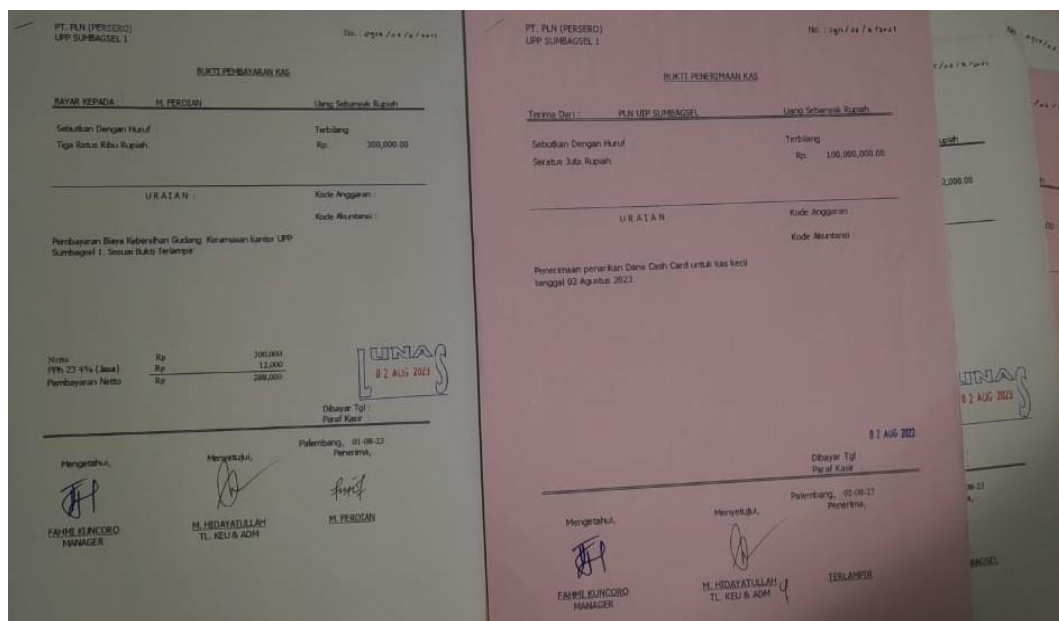 PT. PLN (PERSERO)
UPP SUMBAGSEL 1
No. :
BUKTI PEMBAYARAN KAS
BAYAR KEPADA : M. FERDIAN Uang Sebanyak Rupiah
Sebutkan Dengan Huruf : Terbilang
Tiga Ratus Ribu Rupiah. Rp. 300,000.00
URAIAN : Kode Anggaran :
Kode Akuntansi :
Pembayaran Biaya Kebersihan Gudang Keramasan kantor UPP
Sumbagsel 1. Sesuai Bukti Terlampir
Netto Rp 300,000
PPh 23 4% (Jasa) Rp 12,000
Pembayaran Netto Rp 288,000
LUNAS
02 AUG 2023
Dibayar Tgl :
Paraf Kasir :
Palembang, 01-08-23
Mengetahui, Menyetujui, Penerima,
FAHMI KUNCORO M. HIDAYATULLAH M. FERDIAN
MANAGER TL. KEU & ADM
PT. PLN (PERSERO)
UPP SUMBAGSEL 1
No. :
BUKTI PENERIMAAN KAS
Terima Dari : PLN UIP SUMBAGSEL Uang Sebanyak Rupiah
Sebutkan Dengan Huruf Terbilang
Seratus Juta Rupiah. Rp. 100,000,000.00
URAIAN Kode Anggaran
Kode Akuntansi :
Penerimaan penarikan Dana Cash Card untuk kas kecil
tanggal 02 Agustus 2023.
02 AUG 2023
Dibayar Tgl :
Paraf Kasir
Palembang, 02-08-23
Mengetahui, Menyetujui, Penerima,
FAHMI KUNCORO M. HIDAYATULLAH TERLAMPIR
MANAGER TL. KEU & ADM
No.
2,000.00
LUNAS
02 AUG 2023